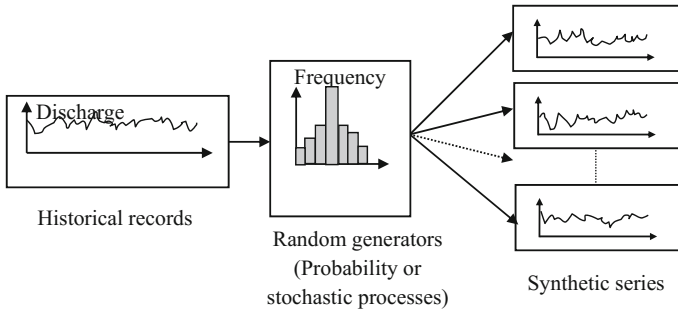 Discharge
Historical records
Frequency
Random generators
(Probability or
stochastic processes)
Synthetic series